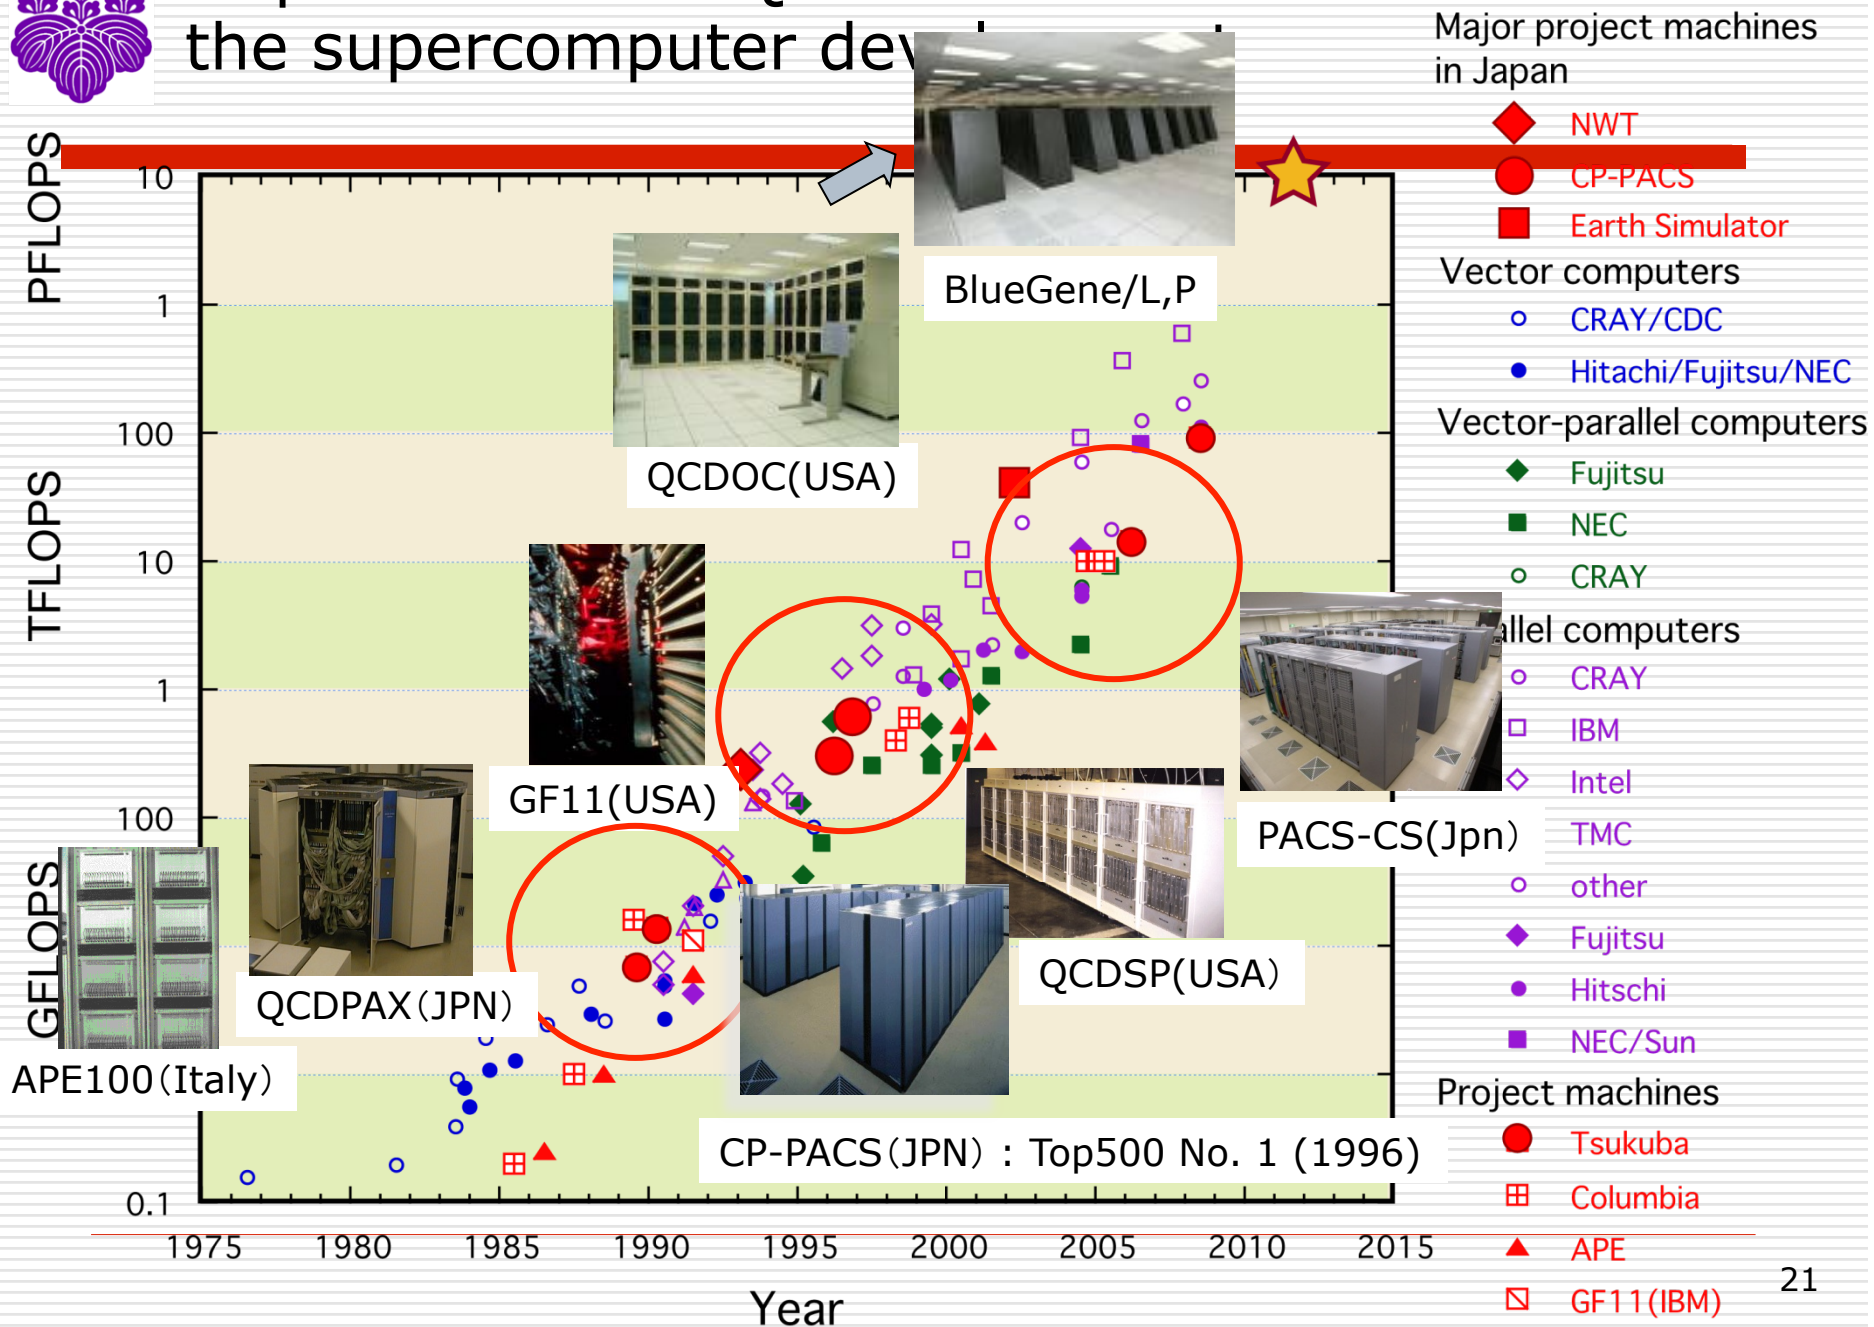 the supercomputer
Major project machines
in Japan
NWT
CP-PACS
Earth Simulator
Vector computers
CRAY/CDC
Hitachi/Fujitsu/NEC
Vector-parallel computers
Fujitsu
NEC
CRAY
computers
CRAY
IBM
Intel
TMC
other
Fujitsu
Hitschi
NEC/Sun
Project machines
Tsukuba
Columbia
APE
GF11(IBM)
PFLOPS
TFLOPS
GFLOPS
10
1
100
10
1
100
0.1
BlueGene/L,P
QCDOC(USA)
GF11(USA)
PACS-CS(Jpn）
QCDPAX（JPN）
QCDSP(USA）
APE100（Italy）
CP-PACS（JPN）: Top500 No. 1 (1996)
1975 1980 1985 1990 1995 2000 2005 2010 2015
Year
21